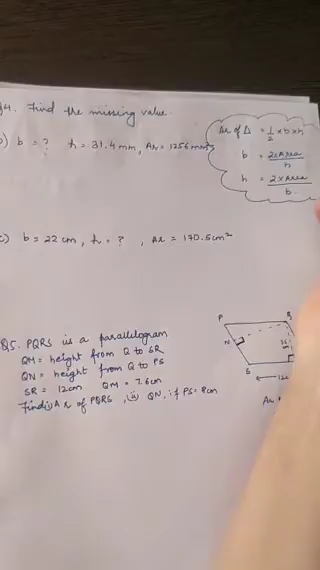 Q4. Find the missing value.
b) b = ? h = 31.4 mm, Ar = 1256 mm²
Ar of Δ = 1/2 × b × h
b = 2×Area/h
h = 2×Area/b
c) b = 22 cm, h = ?, Ar = 170.5 cm²
Q5. PQRS is a parallelogram
QM = height from Q to SR
QN = height from Q to PS
SR = 12cm QM = 7.6cm
Find (i) Ar of PQRS, (ii) QN, if PS = 8cm
P
N
S
Ar